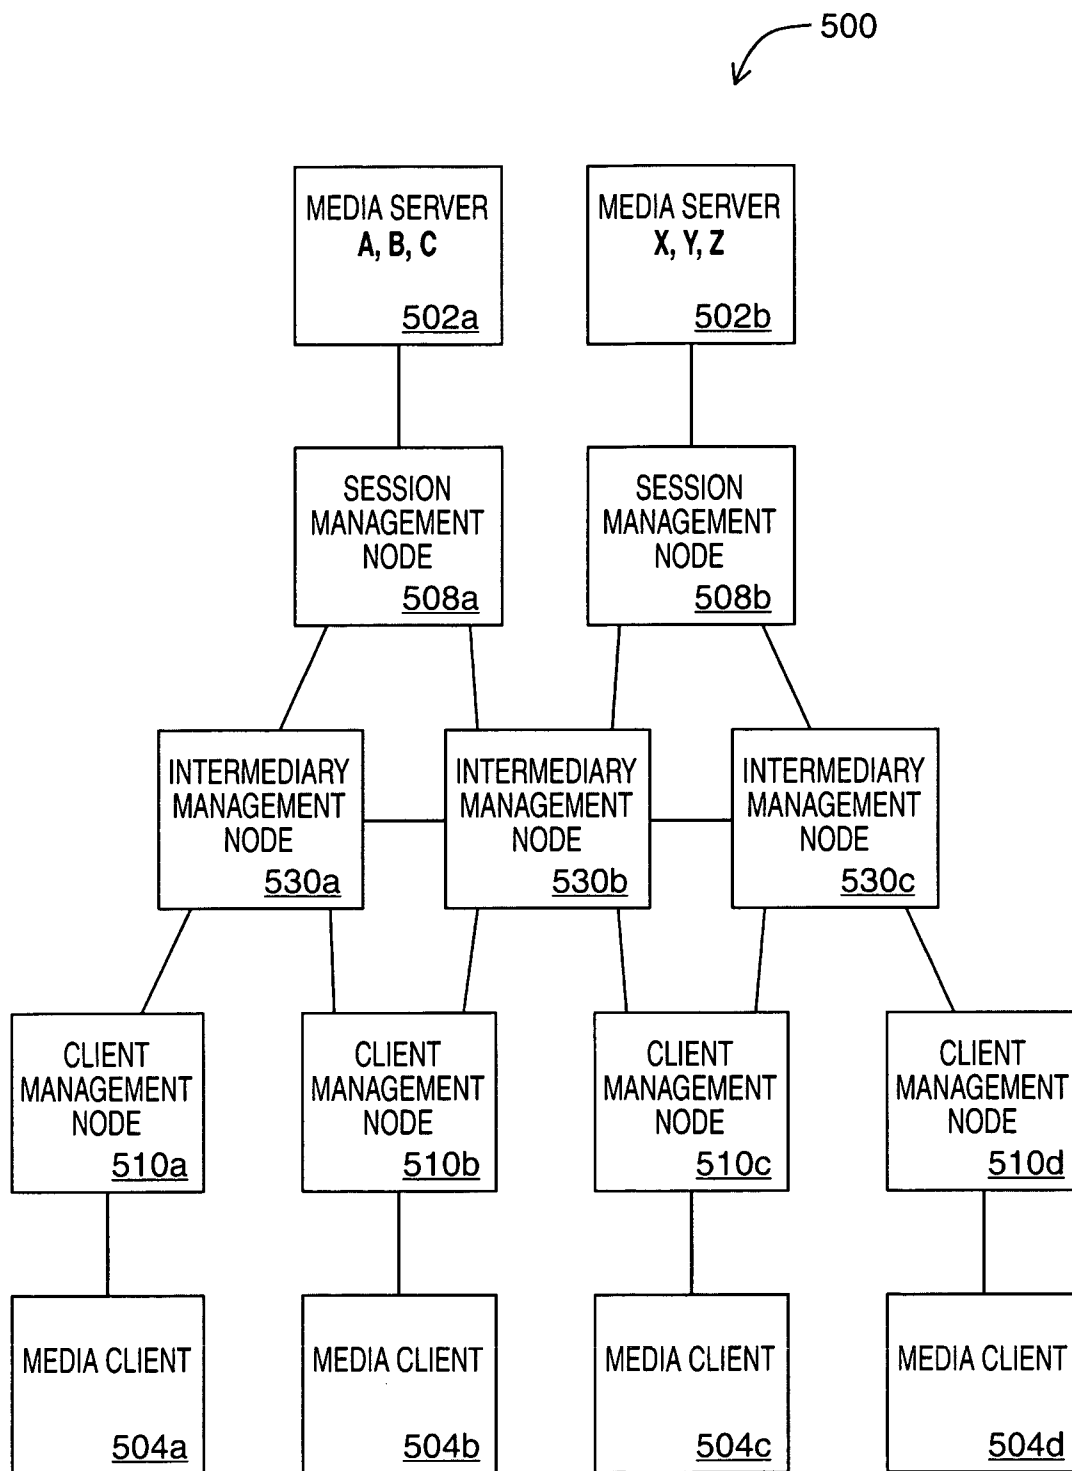 500
MEDIA SERVER
A, B, C
502a
MEDIA SERVER
X, Y, Z
502b
SESSION
MANAGEMENT
NODE
508a
SESSION
MANAGEMENT
NODE
508b
INTERMEDIARY
MANAGEMENT
NODE
530a
INTERMEDIARY
MANAGEMENT
NODE
530b
INTERMEDIARY
MANAGEMENT
NODE
530c
CLIENT
MANAGEMENT
NODE
510a
CLIENT
MANAGEMENT
NODE
510b
CLIENT
MANAGEMENT
NODE
510c
CLIENT
MANAGEMENT
NODE
510d
MEDIA CLIENT
504a
MEDIA CLIENT
504b
MEDIA CLIENT
504c
MEDIA CLIENT
504d